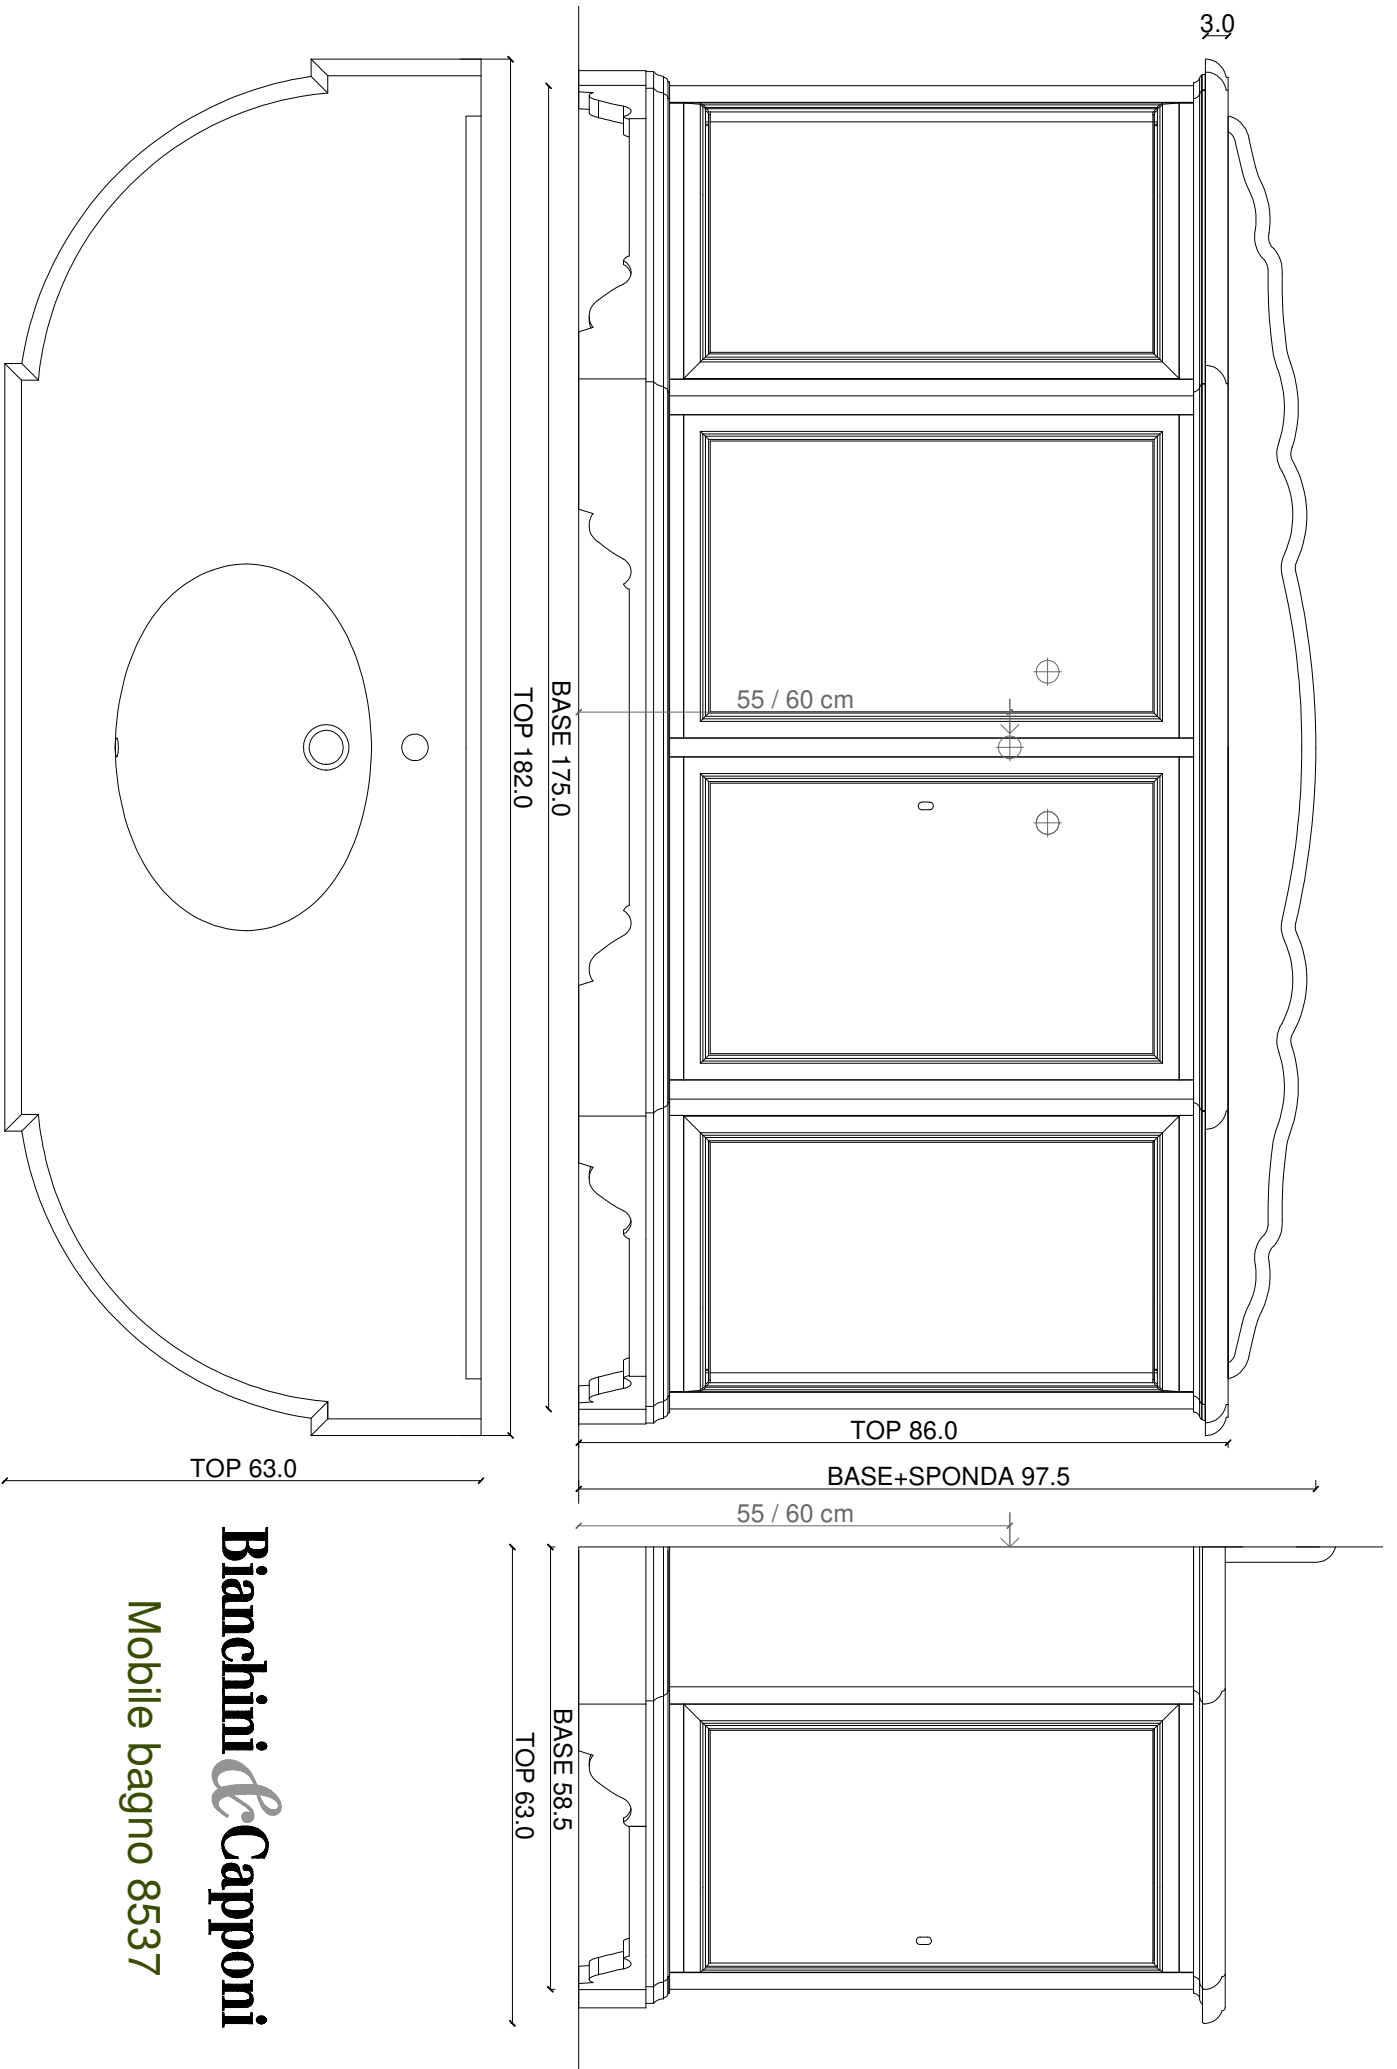 3.0
55 / 60 cm
BASE 175.0
TOP 182.0
TOP 86.0
BASE+SPONDA 97.5
TOP 63.0
55 / 60 cm
BASE 58.5
TOP 63.0
Bianchini & Capponi
Mobile bagno 8537